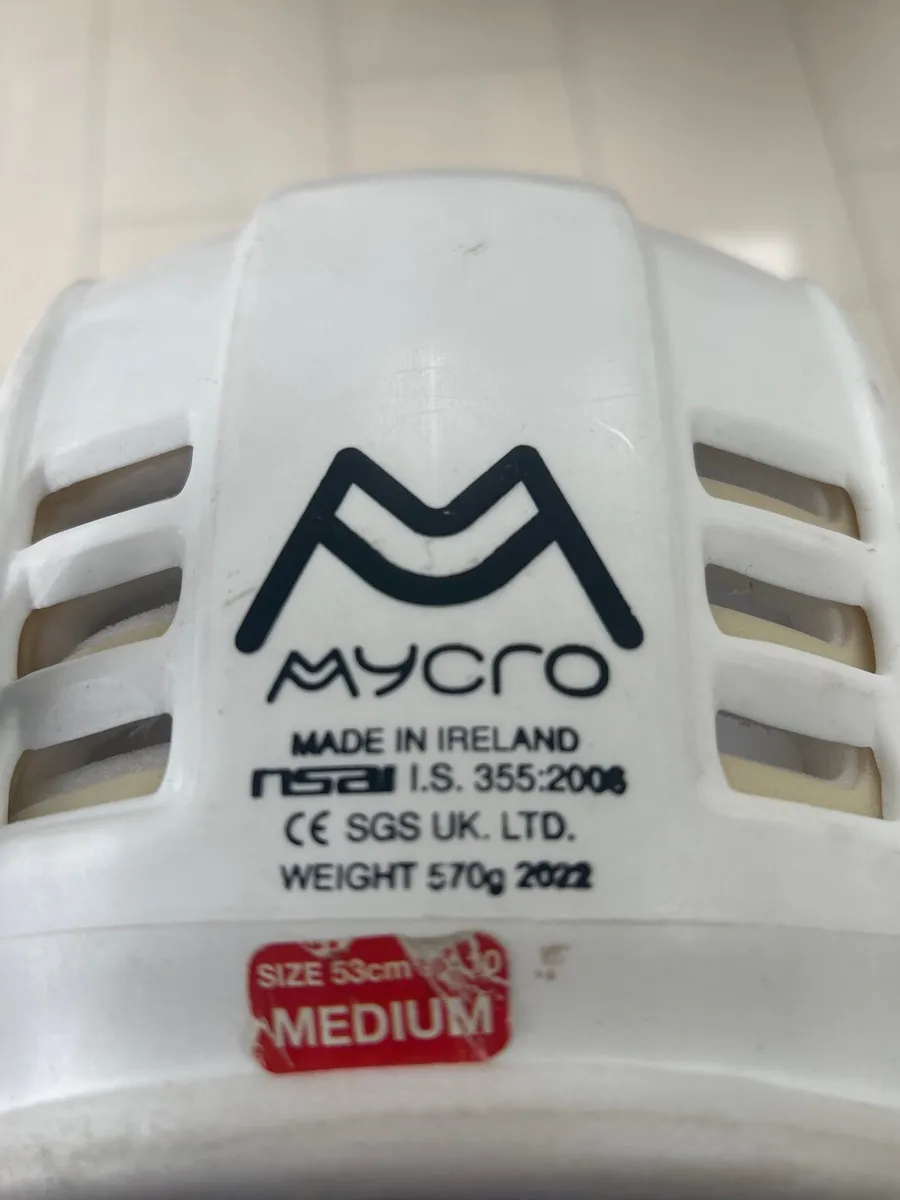 MYCRO
MADE IN IRELAND
nsai I.S. 355:2006
CE SGS UK. LTD.
WEIGHT 570g 2022
SIZE 53cm
MEDIUM